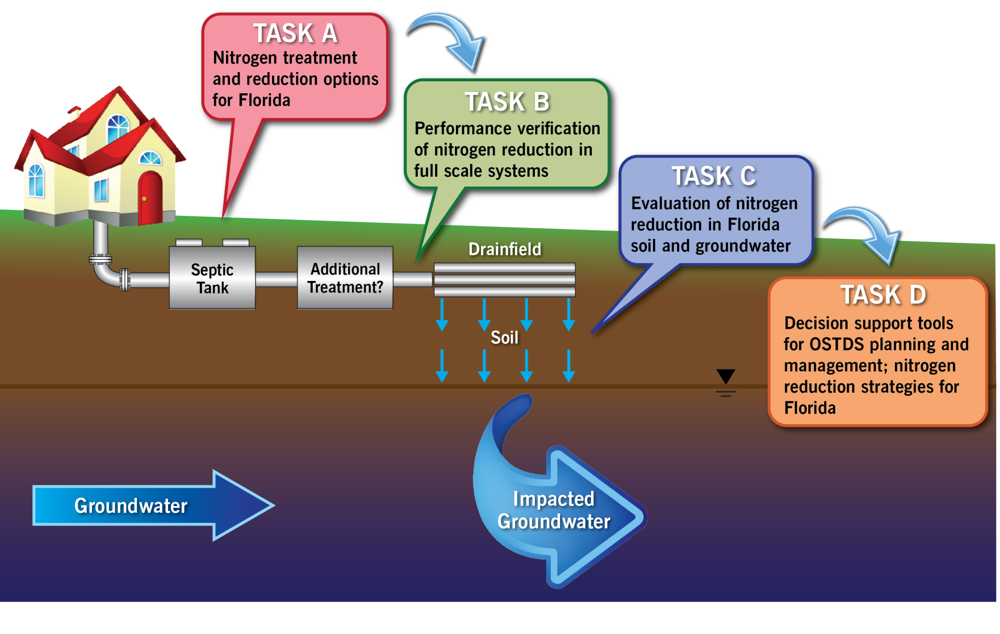 TASK A
Nitrogen treatment
and reduction options
for Florida
TASK B
Performance verification
of nitrogen reduction in
full scale systems
TASK C
Evaluation of nitrogen
reduction in Florida
soil and groundwater
TASK D
Decision support tools
for OSTDS planning and
management; nitrogen
reduction strategies for
Florida
Septic
Tank
Additional
Treatment?
Drainfield
Soil
Groundwater
Impacted
Groundwater